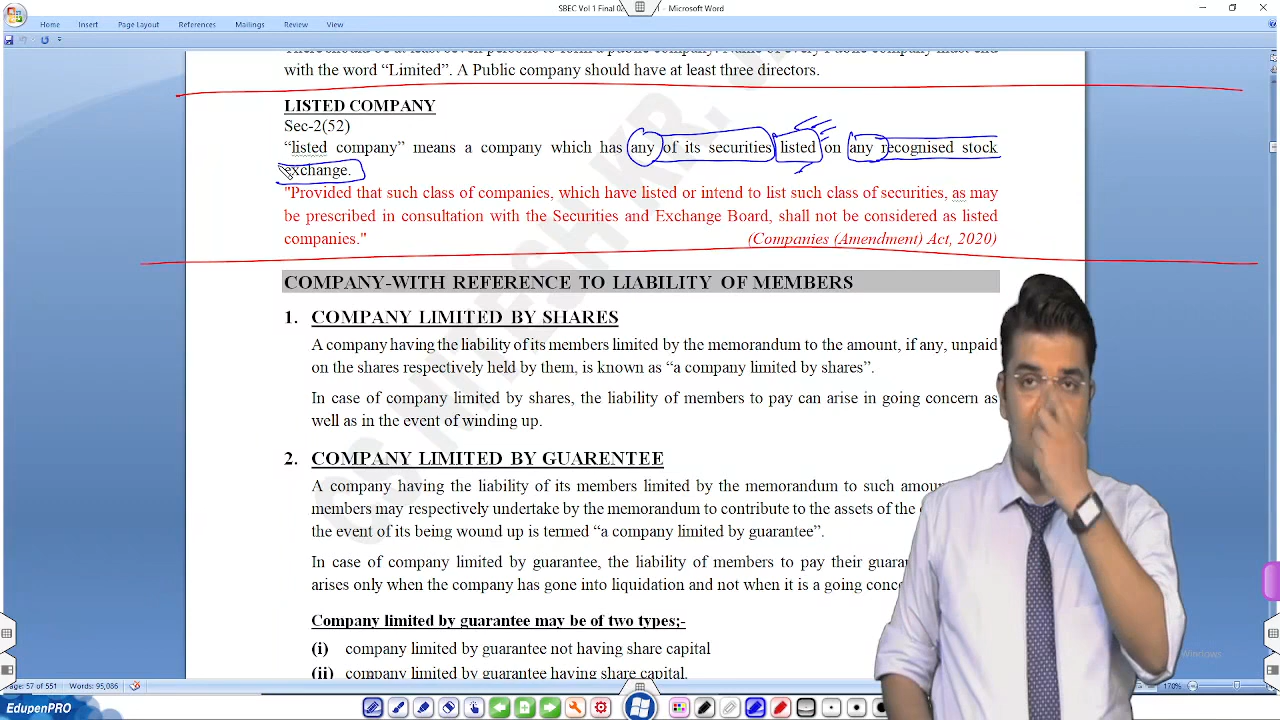 SBEC Vol 1 Final
Microsoft Word
Home Insert Page Layout References Mailings Review View
with the word “Limited”. A Public company should have at least three directors.
LISTED COMPANY
Sec-2(52)
“listed company” means a company which has any of its securities listed on any recognised stock
exchange.
"Provided that such class of companies, which have listed or intend to list such class of securities, as may
be prescribed in consultation with the Securities and Exchange Board, shall not be considered as listed
companies." (Companies (Amendment) Act, 2020)
COMPANY-WITH REFERENCE TO LIABILITY OF MEMBERS
1. COMPANY LIMITED BY SHARES
A company having the liability of its members limited by the memorandum to the amount, if any, unpaid
on the shares respectively held by them, is known as “a company limited by shares”.
In case of company limited by shares, the liability of members to pay can arise in going concern as
well as in the event of winding up.
2. COMPANY LIMITED BY GUARENTEE
A company having the liability of its members limited by the memorandum to such
members may respectively undertake by the memorandum to contribute to the assets of the
the event of its being wound up is termed “a company limited by guarantee”.
In case of company limited by guarantee, the liability of members to pay their
arises only when the company has gone into liquidation and not when it is a going
Company limited by guarantee may be of two types;-
(i) company limited by guarantee not having share capital
(ii) company limited by guarantee having share capital.
Page: 57 of 551 Words: 95,086 170%
Windows
EdupenPRO